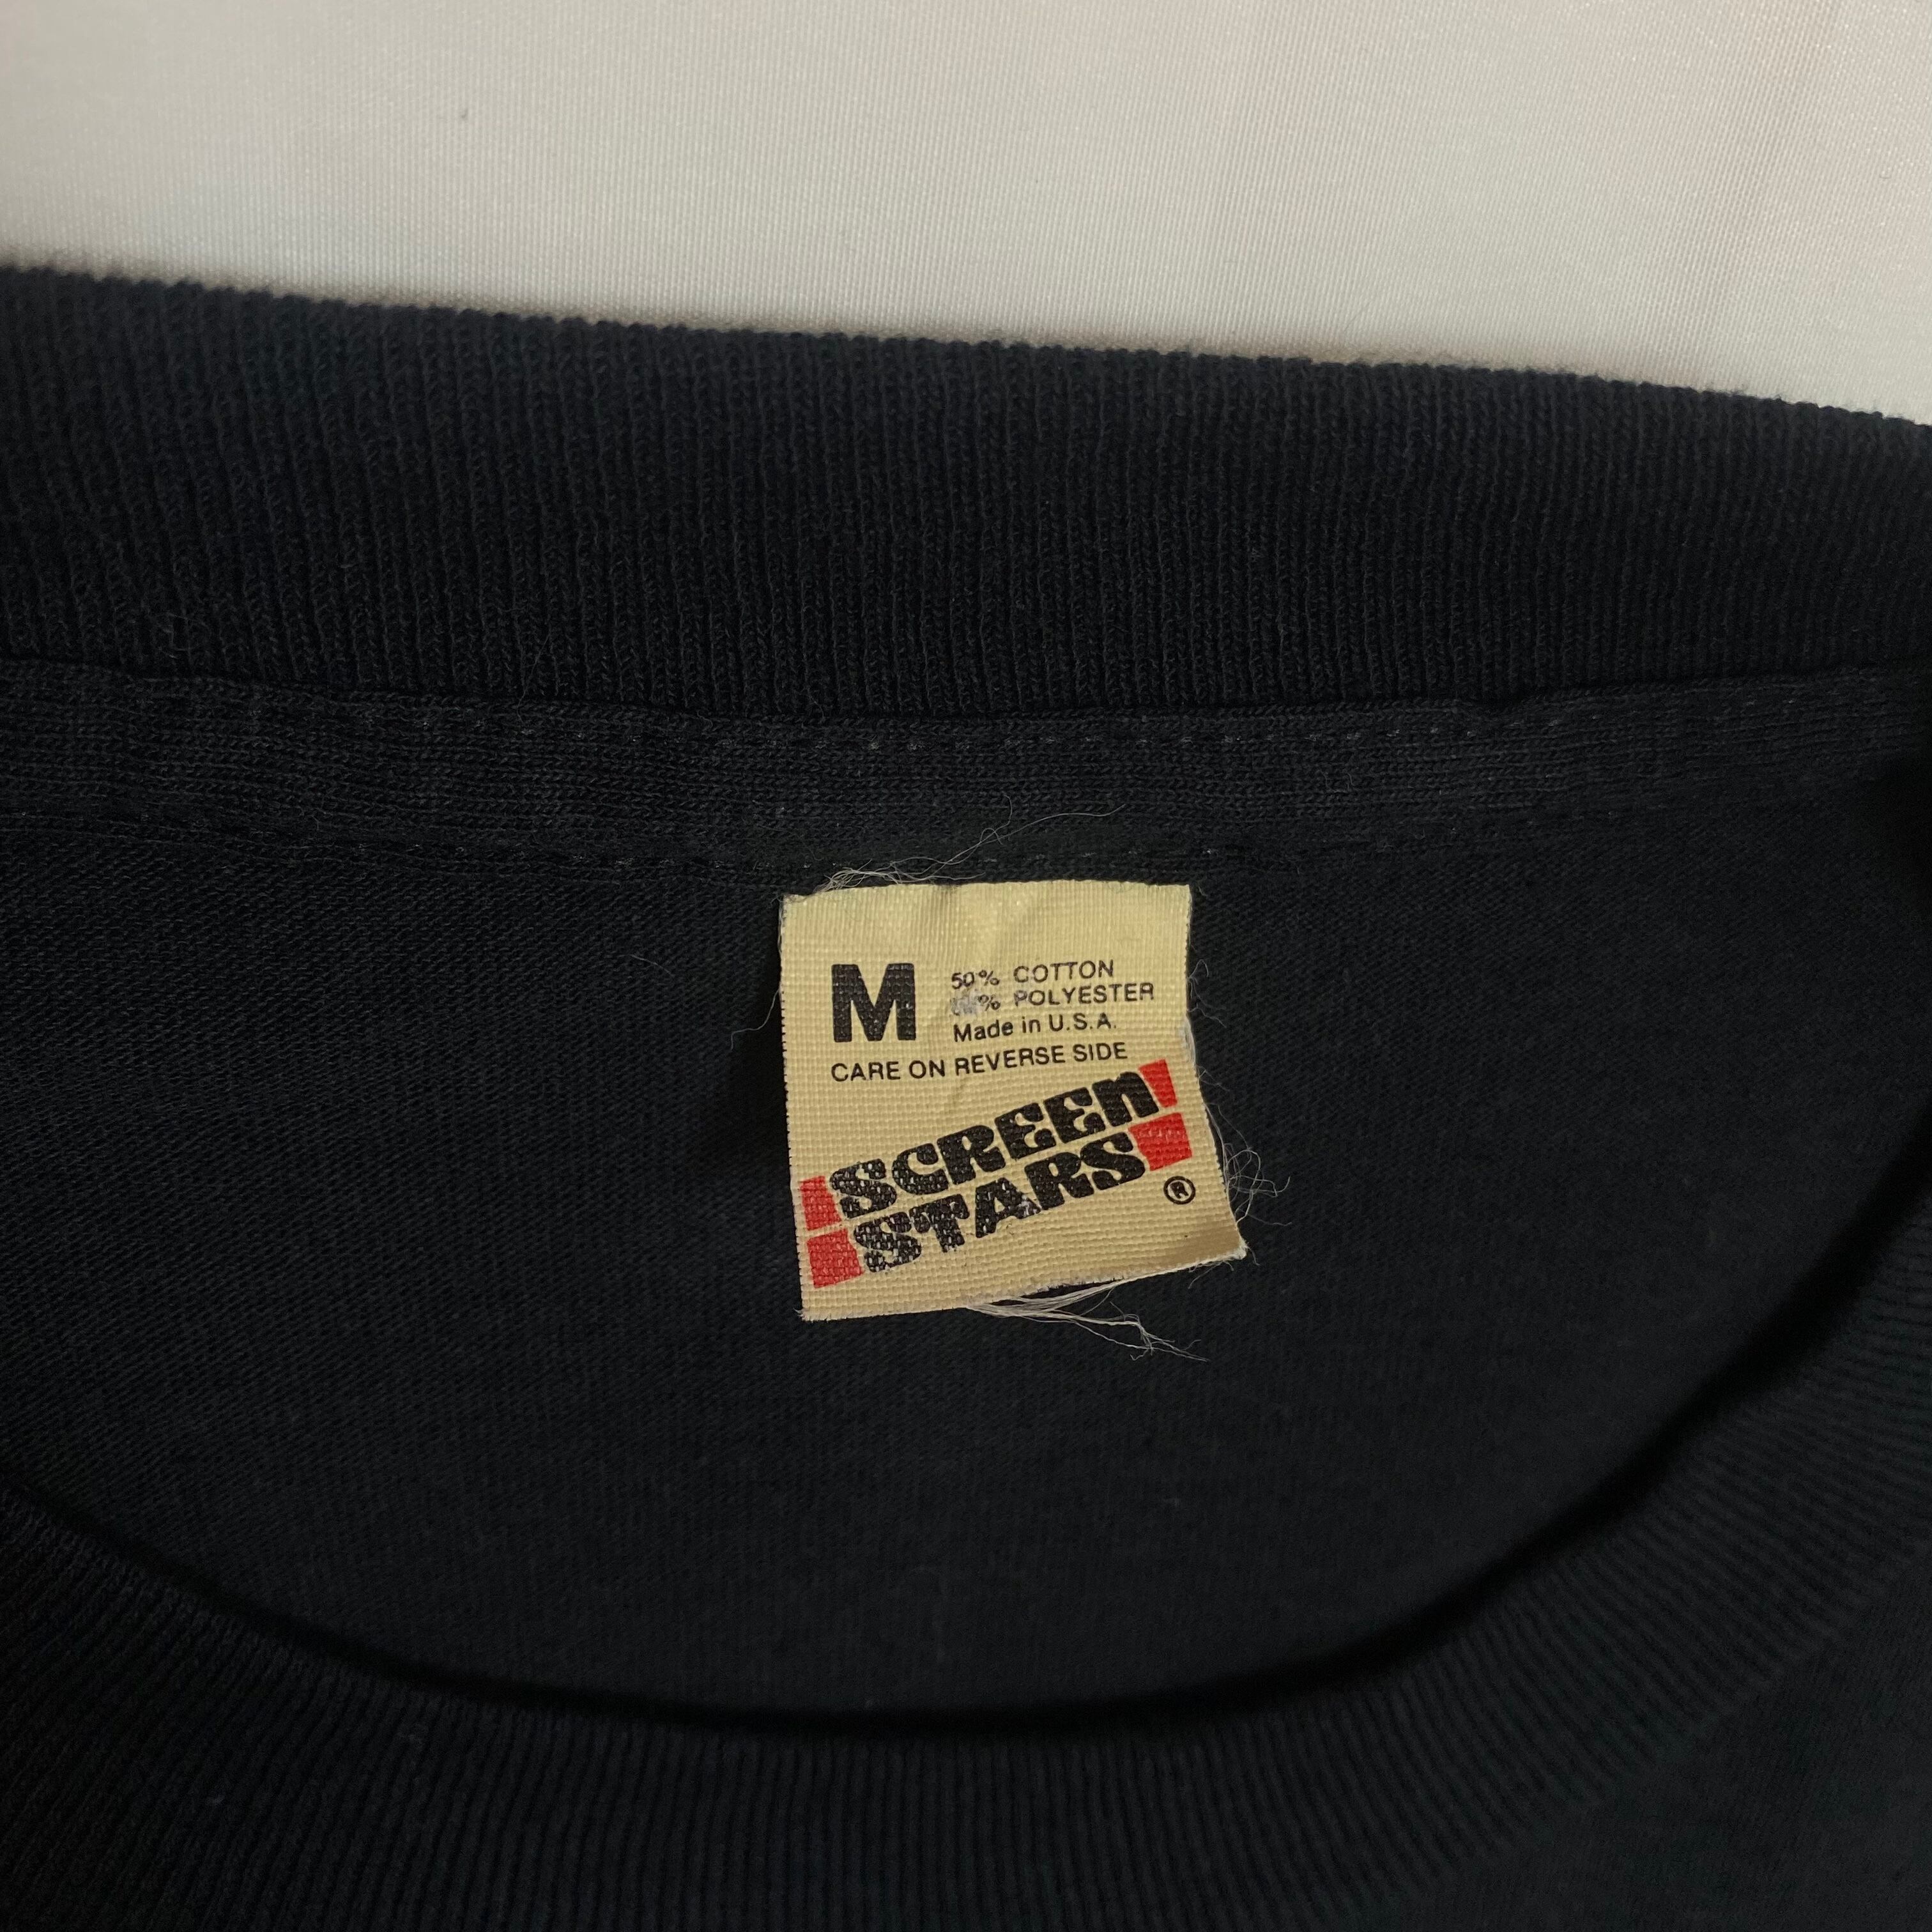 M
50% COTTON
% POLYESTER
Made in U.S.A.
CARE ON REVERSE SIDE
SCREEN
STARS
®